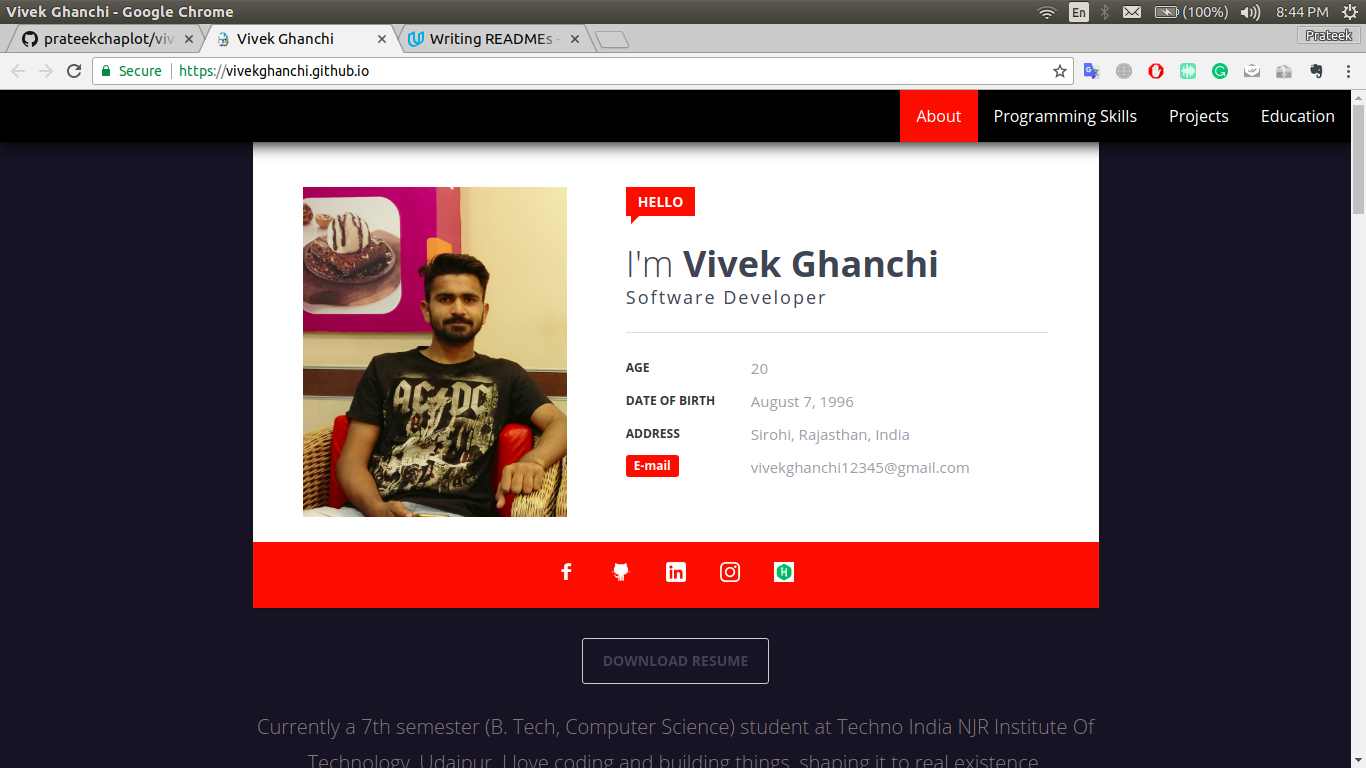 Vivek Ghanchi - Google Chrome
En
(100%)
8:44 PM
prateekchaplot/viv
Vivek Ghanchi
Writing READMEs -
Prateek
Secure
https://vivekghanchi.github.io
About
Programming Skills
Projects
Education
HELLO
I'm Vivek Ghanchi
Software Developer
AGE 20
DATE OF BIRTH August 7, 1996
ADDRESS Sirohi, Rajasthan, India
E-mail vivekghanchi12345@gmail.com
AC DC
DOWNLOAD RESUME
Currently a 7th semester (B. Tech, Computer Science) student at Techno India NJR Institute Of
Technology, Udaipur. I love coding and building things, shaping it to real existence.